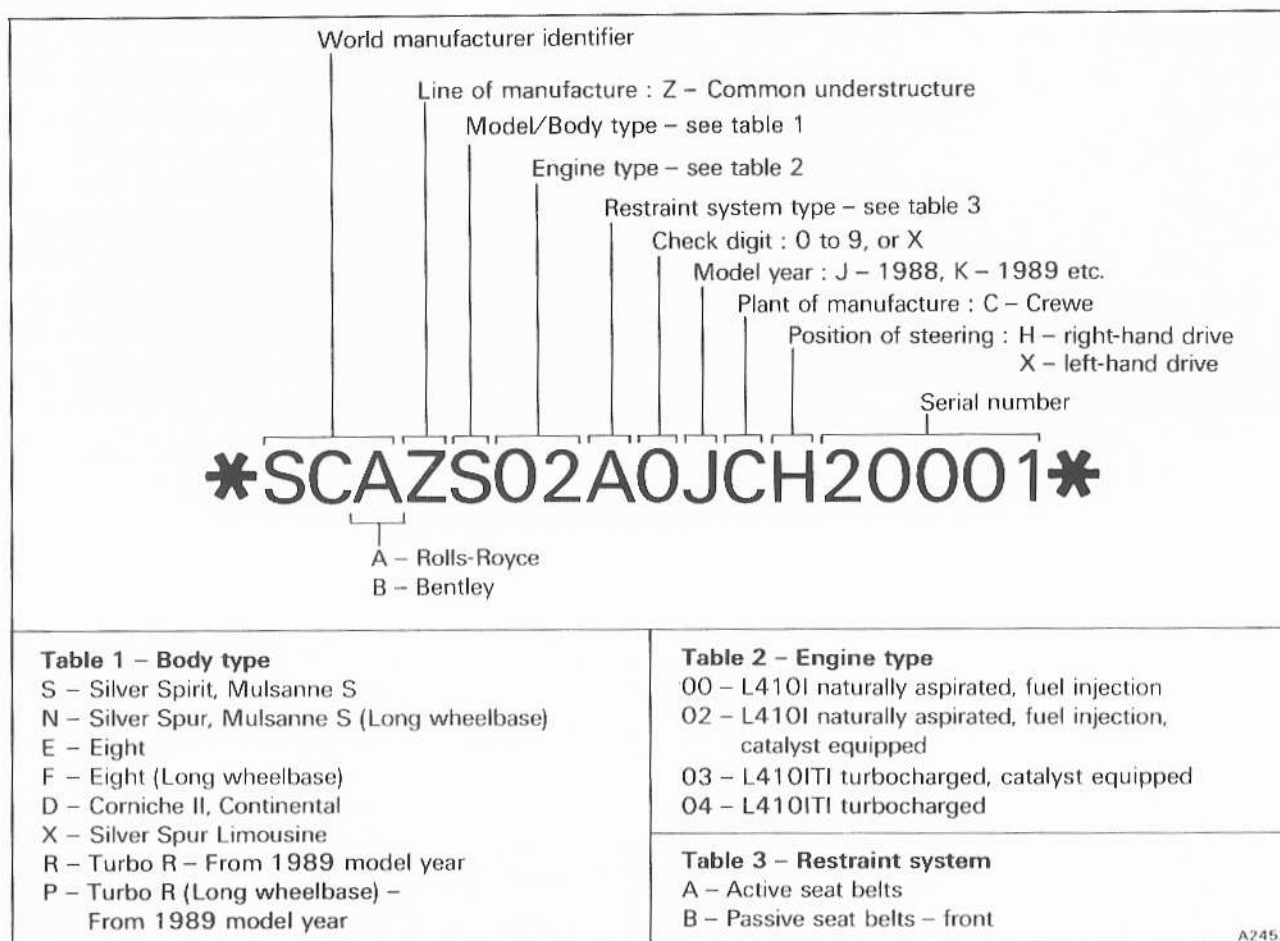 World manufacturer identifier
Line of manufacture : Z – Common understructure
Model/Body type – see table 1
Engine type – see table 2
Restraint system type – see table 3
Check digit : 0 to 9, or X
Model year : J – 1988, K – 1989 etc.
Plant of manufacture : C – Crewe
Position of steering : H – right-hand drive
X – left-hand drive
Serial number
*SCAZS02A0JCH20001*
A – Rolls-Royce
B – Bentley
Table 1 – Body type
S – Silver Spirit, Mulsanne S
N – Silver Spur, Mulsanne S (Long wheelbase)
E – Eight
F – Eight (Long wheelbase)
D – Corniche II, Continental
X – Silver Spur Limousine
R – Turbo R – From 1989 model year
P – Turbo R (Long wheelbase) –
From 1989 model year
Table 2 – Engine type
00 – L410I naturally aspirated, fuel injection
02 – L410I naturally aspirated, fuel injection,
catalyst equipped
03 – L410ITI turbocharged, catalyst equipped
04 – L410ITI turbocharged
Table 3 – Restraint system
A – Active seat belts
B – Passive seat belts – front
A245